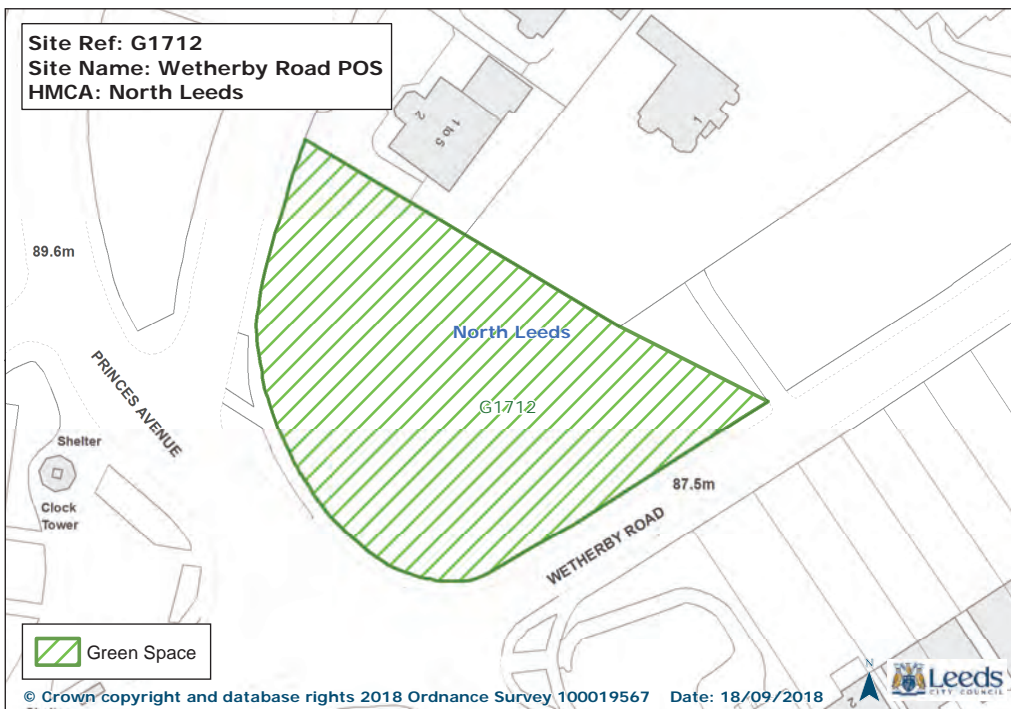 Site Ref: G1712
Site Name: Wetherby Road POS
HMCA: North Leeds
2
1 to 5
1
89.6m
North Leeds
PRINCES AVENUE
G1712
Shelter
Clock
Tower
87.5m
WETHERBY ROAD
Green Space
N
Leeds
CITY COUNCIL
© Crown copyright and database rights 2018 Ordnance Survey 100019567 Date: 18/09/2018
2